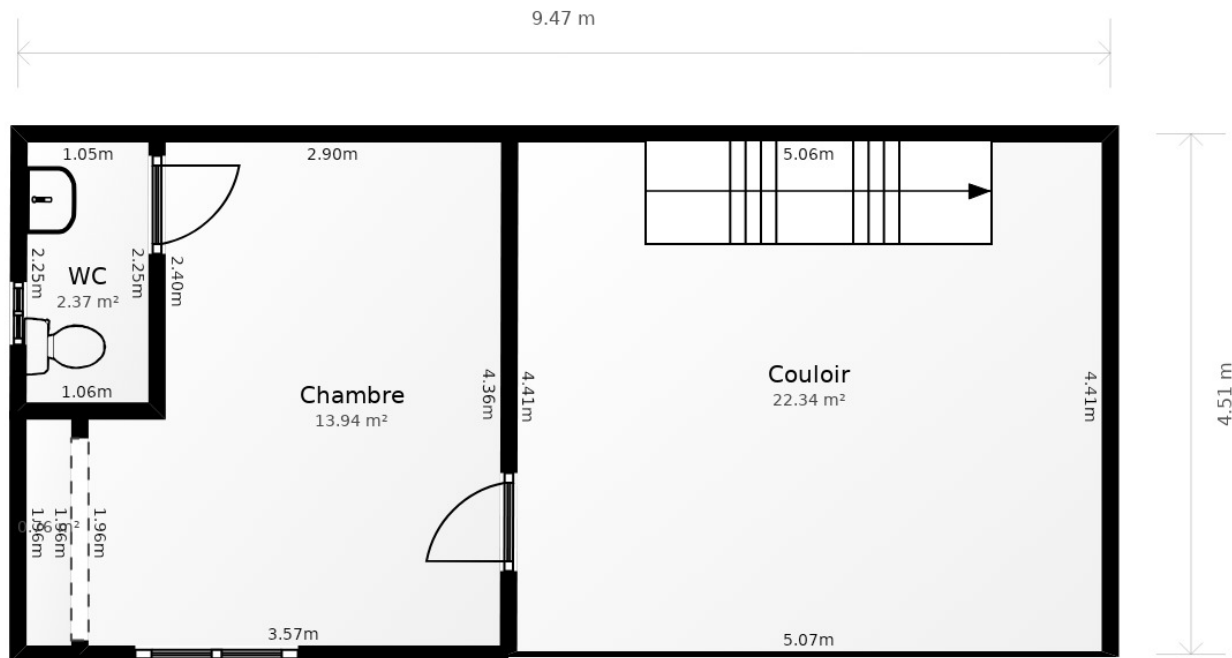 9.47 m
1.05m
2.90m
5.06m
2.25m
2.25m
2.40m
WC
2.37 m²
1.06m
Chambre
13.94 m²
4.36m
4.41m
Couloir
22.34 m²
4.41m
4.51 m
1.96m
1.96m
1.96m
3.57m
5.07m